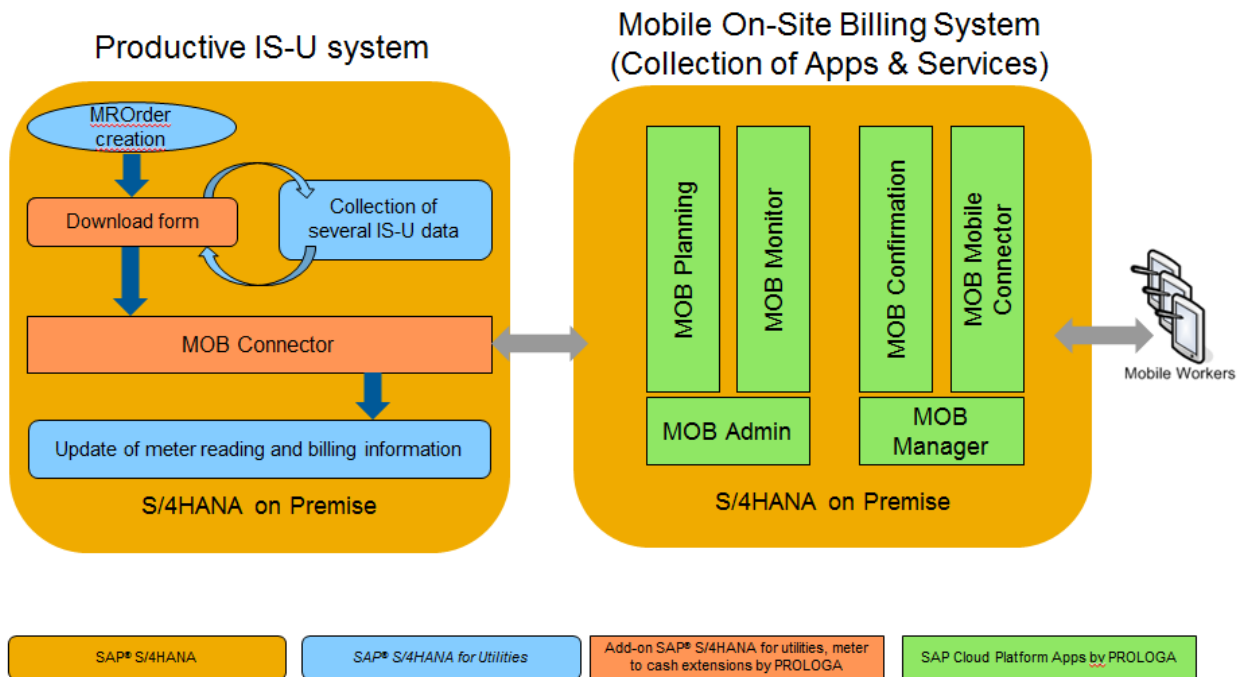 Productive IS-U system
Mobile On-Site Billing System
(Collection of Apps & Services)
MROrder
creation
Download form
Collection of
several IS-U data
MOB Connector
Update of meter reading and billing information
S/4HANA on Premise
MOB Planning
MOB Monitor
MOB Confirmation
MOB Mobile
Connector
MOB Admin
MOB
Manager
S/4HANA on Premise
Mobile Workers
SAP® S/4HANA
SAP® S/4HANA for Utilities
Add-on SAP® S/4HANA for utilities, meter
to cash extensions by PROLOGA
SAP Cloud Platform Apps by PROLOGA